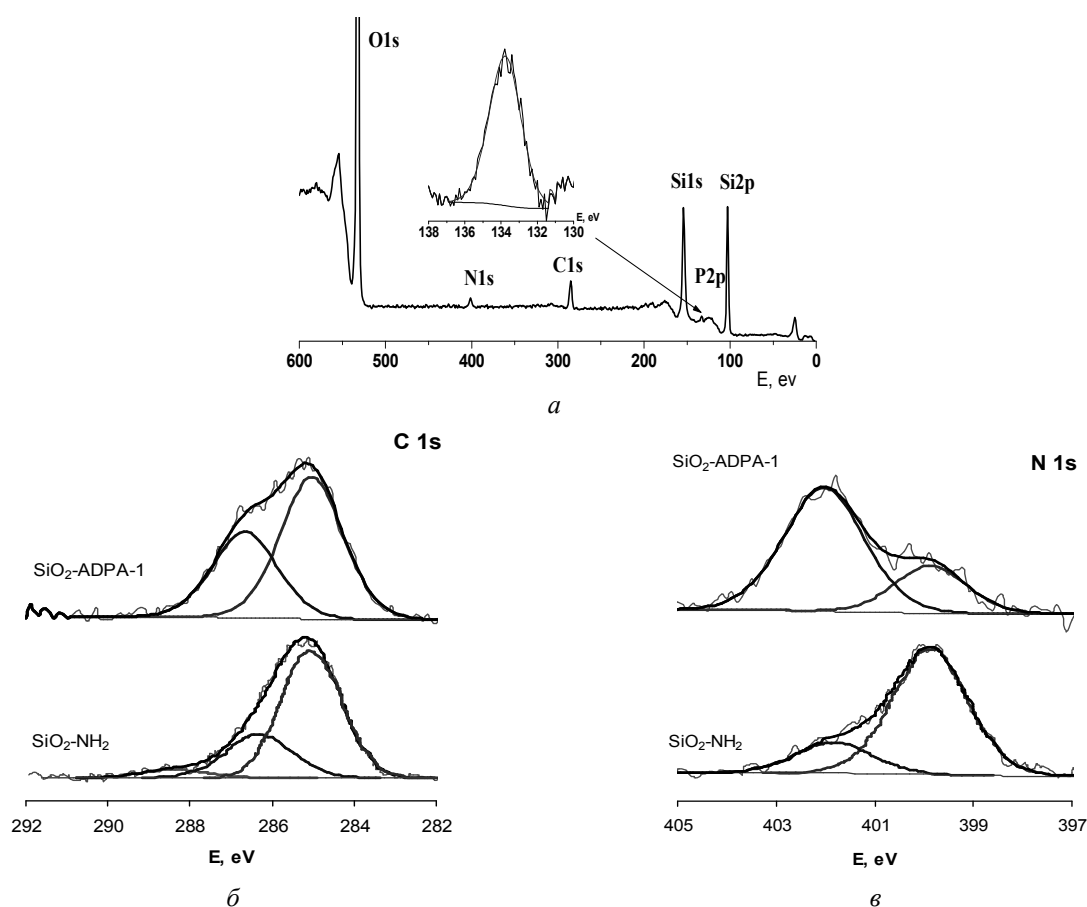 O1s
N1s
C1s
Si1s
P2p
Si2p
138 136 134 132 130
E, eV
600 500 400 300 200 100 0
E, ev
а
C 1s
SiO₂-ADPA-1
SiO₂-NH₂
292 290 288 286 284 282
E, eV
б
N 1s
SiO₂-ADPA-1
SiO₂-NH₂
405 403 401 399 397
E, eV
в